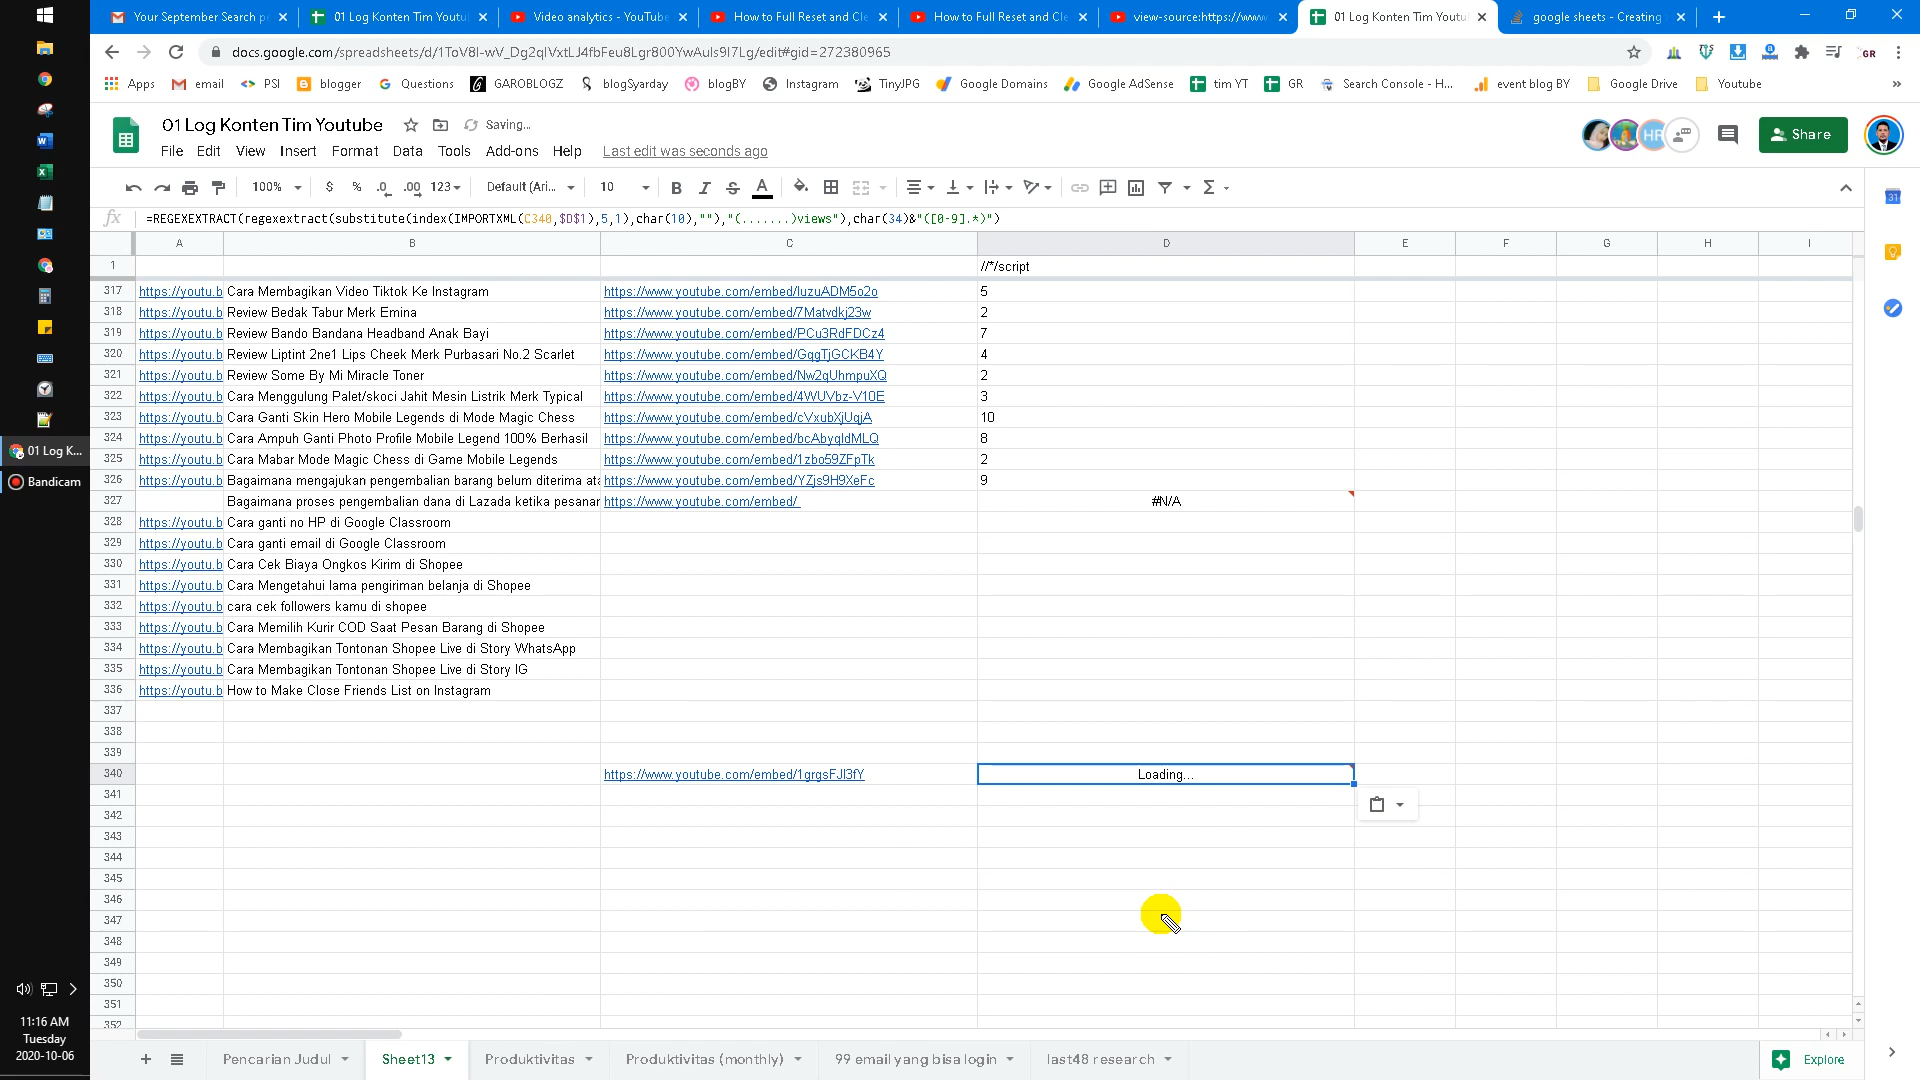 Your September Search pe
01 Log Konten Tim Youtu
Video analytics - YouTube
How to Full Reset and Cle
How to Full Reset and Cle
view-source:https://www
01 Log Konten Tim Youtu
google sheets - Creating
docs.google.com/spreadsheets/d/1ToV8I-wV_Dg2qIVxtLJ4fbFeu8Lgr800YwAuIs9I7Lg/edit#gid=272380965
Apps email PSI blogger Questions GAROBLOGZ blogSyarday blogBY Instagram TinyJPG Google Domains Google AdSense tim YT GR Search Console - H... event blog BY Google Drive Youtube
01 Log Konten Tim Youtube Saving...
File Edit View Insert Format Data Tools Add-ons Help Last edit was seconds ago
HR
Share
100% $ % .0 .00 123 Default (Ari... 10 B I S A
fx =REGEXEXTRACT(regexextract(substitute(index(IMPORTXML(C340,$D$1),5,1),char(10),""),"(.......)views"),char(34)&"([0-9].*)")
A B C D E F G H I
1 //*/script
317 https://youtu.b Cara Membagikan Video Tiktok Ke Instagram https://www.youtube.com/embed/IuzuADM5o2o 5
318 https://youtu.b Review Bedak Tabur Merk Emina https://www.youtube.com/embed/7Matvdkj23w 2
319 https://youtu.b Review Bando Bandana Headband Anak Bayi https://www.youtube.com/embed/PCu3RdFDCz4 7
320 https://youtu.b Review Liptint 2ne1 Lips Cheek Merk Purbasari No.2 Scarlet https://www.youtube.com/embed/GqgTjGCKB4Y 4
321 https://youtu.b Review Some By Mi Miracle Toner https://www.youtube.com/embed/Nw2qUhmpuXQ 2
322 https://youtu.b Cara Menggulung Palet/skoci Jahit Mesin Listrik Merk Typical https://www.youtube.com/embed/4WUVbz-V10E 3
323 https://youtu.b Cara Ganti Skin Hero Mobile Legends di Mode Magic Chess https://www.youtube.com/embed/cVxubXjUqjA 10
324 https://youtu.b Cara Ampuh Ganti Photo Profile Mobile Legend 100% Berhasil https://www.youtube.com/embed/bcAbyqIdMLQ 8
325 https://youtu.b Cara Mabar Mode Magic Chess di Game Mobile Legends https://www.youtube.com/embed/1zbo59ZFpTk 2
326 https://youtu.b Bagaimana mengajukan pengembalian barang belum diterima ata https://www.youtube.com/embed/YZjs9H9XeFc 9
327 Bagaimana proses pengembalian dana di Lazada ketika pesanan https://www.youtube.com/embed/ #N/A
328 https://youtu.b Cara ganti no HP di Google Classroom
329 https://youtu.b Cara ganti email di Google Classroom
330 https://youtu.b Cara Cek Biaya Ongkos Kirim di Shopee
331 https://youtu.b Cara Mengetahui lama pengiriman belanja di Shopee
332 https://youtu.b cara cek followers kamu di shopee
333 https://youtu.b Cara Memilih Kurir COD Saat Pesan Barang di Shopee
334 https://youtu.b Cara Membagikan Tontonan Shopee Live di Story WhatsApp
335 https://youtu.b Cara Membagikan Tontonan Shopee Live di Story IG
336 https://youtu.b How to Make Close Friends List on Instagram
337
338
339
340 https://www.youtube.com/embed/1grgsFJI3fY Loading...
341
342
343
344
345
346
347
348
349
350
351
352
01 Log K...
Bandicam
11:16 AM
Tuesday
2020-10-06
Pencarian Judul Sheet13 Produktivitas Produktivitas (monthly) 99 email yang bisa login last48 research Explore